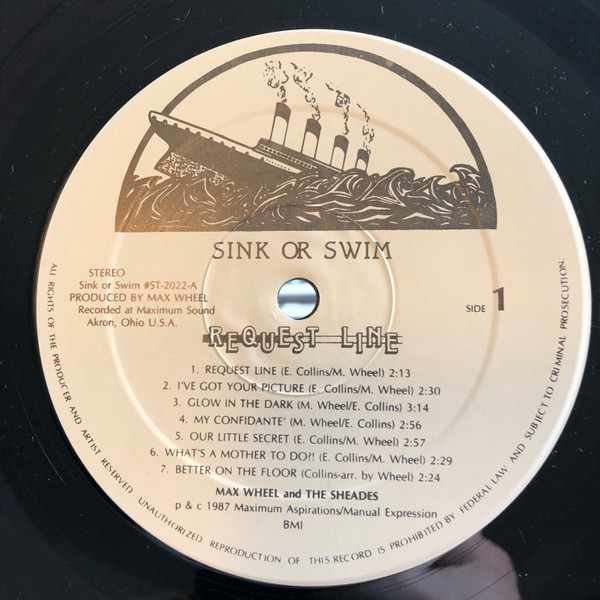 SINK OR SWIM
STEREO
Sink or Swim #ST-2022-A
PRODUCED BY MAX WHEEL
Recorded at Maximum Sound
Akron, Ohio U.S.A.
SIDE 1
REQUEST LINE
1. REQUEST LINE (E. Collins/M. Wheel) 2:13
2. I'VE GOT YOUR PICTURE (E. Collins/M. Wheel) 2:30
3. GLOW IN THE DARK (M. Wheel/E. Collins) 3:14
4. MY CONFIDANTE' (M. Wheel/E. Collins) 2:56
5. OUR LITTLE SECRET (E. Collins/M. Wheel) 2:57
6. WHAT'S A MOTHER TO DO?! (E. Collins/M. Wheel) 2:29
7. BETTER ON THE FLOOR (Collins-arr. by Wheel) 2:24
MAX WHEEL and THE SHEADES
p & c 1987 Maximum Aspirations/Manual Expression
BMI
ALL RIGHTS OF THE PRODUCER AND ARTIST RESERVED UNAUTHORIZED REPRODUCTION OF THIS RECORD IS PROHIBITED BY FEDERAL LAW AND SUBJECT TO CRIMINAL PROSECUTION.